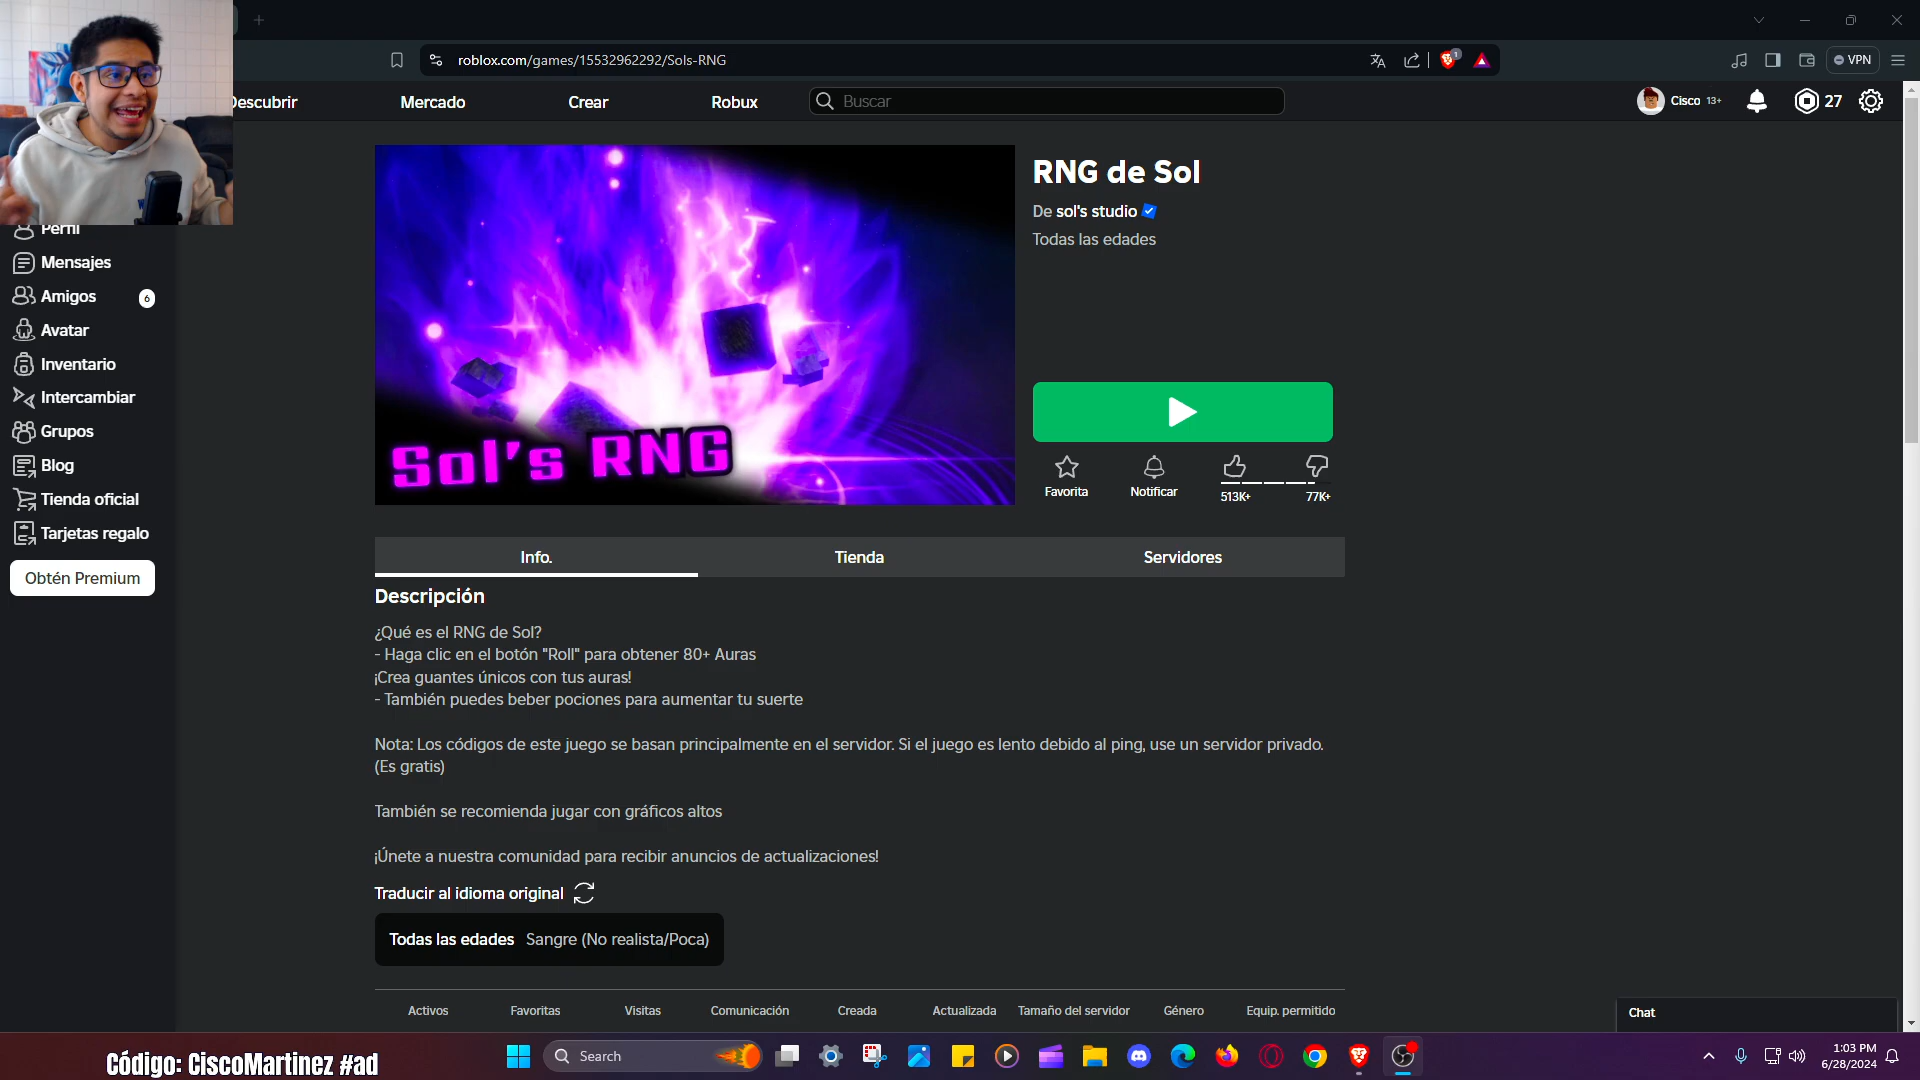 roblox.com/games/15532962292/Sols-RNG
1
VPN
Descubrir
Mercado
Crear
Robux
Buscar
Cisco 13+
27
Perfil
Mensajes
Amigos
6
Avatar
Inventario
Intercambiar
Grupos
Blog
Tienda oficial
Tarjetas regalo
Obtén Premium
Sol's RNG
RNG de Sol
De sol's studio
Todas las edades
Favorita
Notificar
513K+
77K+
Info.
Tienda
Servidores
Descripción
¿Qué es el RNG de Sol?
- Haga clic en el botón "Roll" para obtener 80+ Auras
¡Crea guantes únicos con tus auras!
- También puedes beber pociones para aumentar tu suerte
Nota: Los códigos de este juego se basan principalmente en el servidor. Si el juego es lento debido al ping, use un servidor privado.
(Es gratis)
También se recomienda jugar con gráficos altos
¡Únete a nuestra comunidad para recibir anuncios de actualizaciones!
Traducir al idioma original
Todas las edades Sangre (No realista/Poca)
Activos
Favoritas
Visitas
Comunicación
Creada
Actualizada
Tamaño del servidor
Género
Equip. permitido
Chat
Código: CiscoMartinez #ad
Search
1:03 PM
6/28/2024